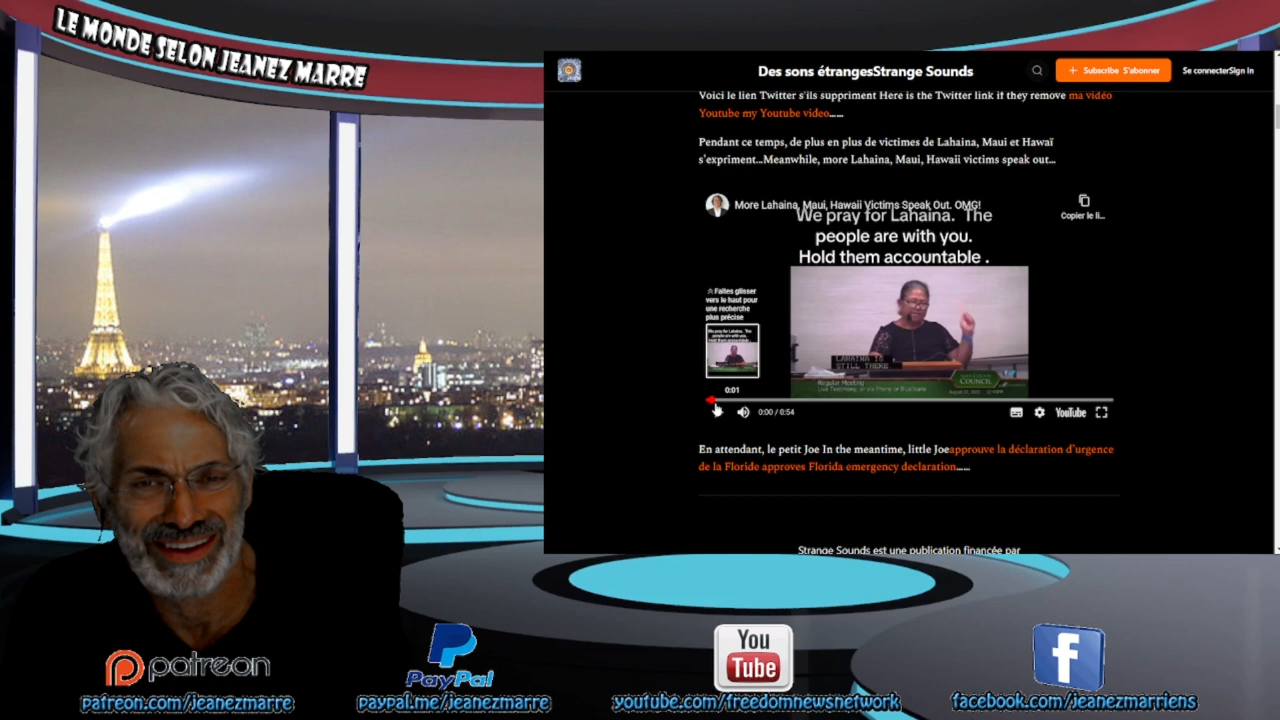 LE MONDE SELON JEANEZ MARRE
Des sons étrangesStrange Sounds
Subscribe S'abonner
Se connecterSign in
Voici le lien Twitter s'ils suppriment Here is the Twitter link if they remove ma vidéo
Youtube my Youtube video......
Pendant ce temps, de plus en plus de victimes de Lahaina, Maui et Hawaï
s'expriment...Meanwhile, more Lahaina, Maui, Hawaii victims speak out...
More Lahaina, Maui, Hawaii Victims Speak Out. OMG!
Copier le li...
We pray for Lahaina. The
people are with you.
Hold them accountable .
Faites glisser
vers le haut pour
une recherche
plus précise
LAHAINA IS
STILL THERE
Regular Meeting
COUNCIL
0:01
0:00 / 0:54
YouTube
En attendant, le petit Joe In the meantime, little Joeapprouve la déclaration d'urgence
de la Floride approves Florida emergency declaration......
Strange Sounds est une publication financée par
patreon
patreon.com/jeanezmarre
PayPal
paypal.me/jeanezmarre
You
Tube
youtube.com/freedomnewsnetwork
f
facebook.com/jeanezmarriens